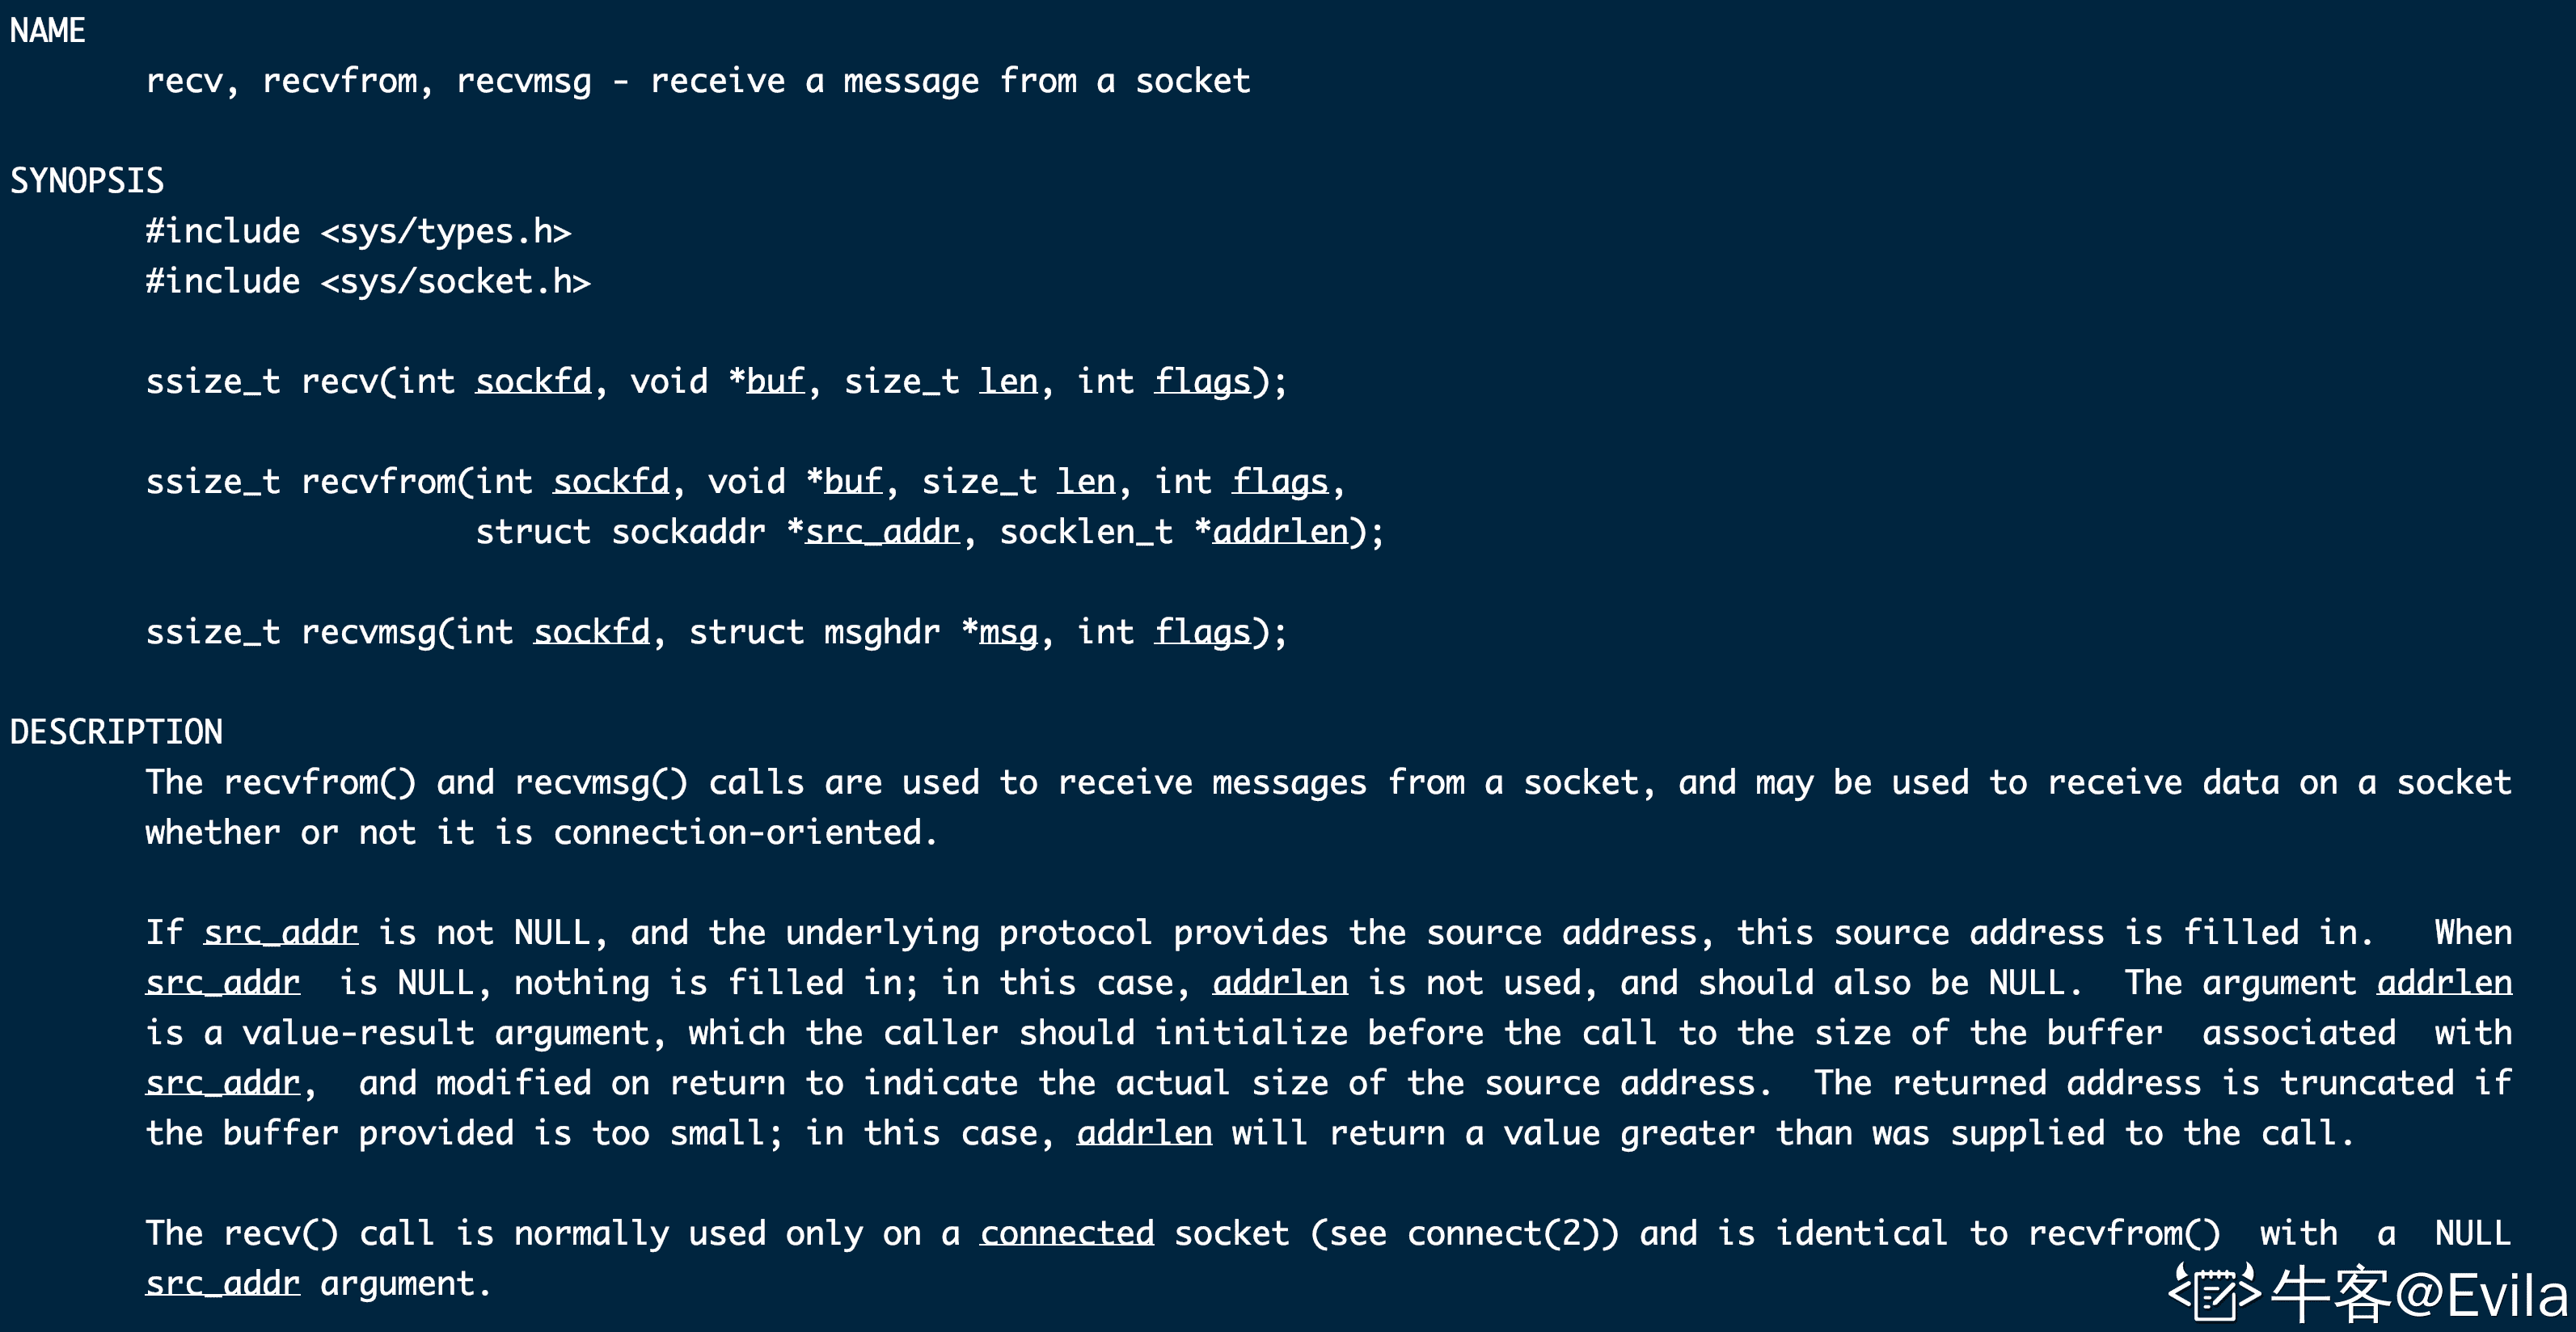 NAME
recv, recvfrom, recvmsg - receive a message from a socket
SYNOPSIS
#include <sys/types.h>
#include <sys/socket.h>
ssize_t recv(int sockfd, void *buf, size_t len, int flags);
ssize_t recvfrom(int sockfd, void *buf, size_t len, int flags,
struct sockaddr *src_addr, socklen_t *addrlen);
ssize_t recvmsg(int sockfd, struct msghdr *msg, int flags);
DESCRIPTION
The recvfrom() and recvmsg() calls are used to receive messages from a socket, and may be used to receive data on a socket
whether or not it is connection-oriented.
If src_addr is not NULL, and the underlying protocol provides the source address, this source address is filled in.  When
src_addr  is NULL, nothing is filled in; in this case, addrlen is not used, and should also be NULL.  The argument addrlen
is a value-result argument, which the caller should initialize before the call to the size of the buffer  associated  with
src_addr,  and modified on return to indicate the actual size of the source address.  The returned address is truncated if
the buffer provided is too small; in this case, addrlen will return a value greater than was supplied to the call.
The recv() call is normally used only on a connected socket (see connect(2)) and is identical to recvfrom()  with  a  NULL
src_addr argument.
牛客@Evila